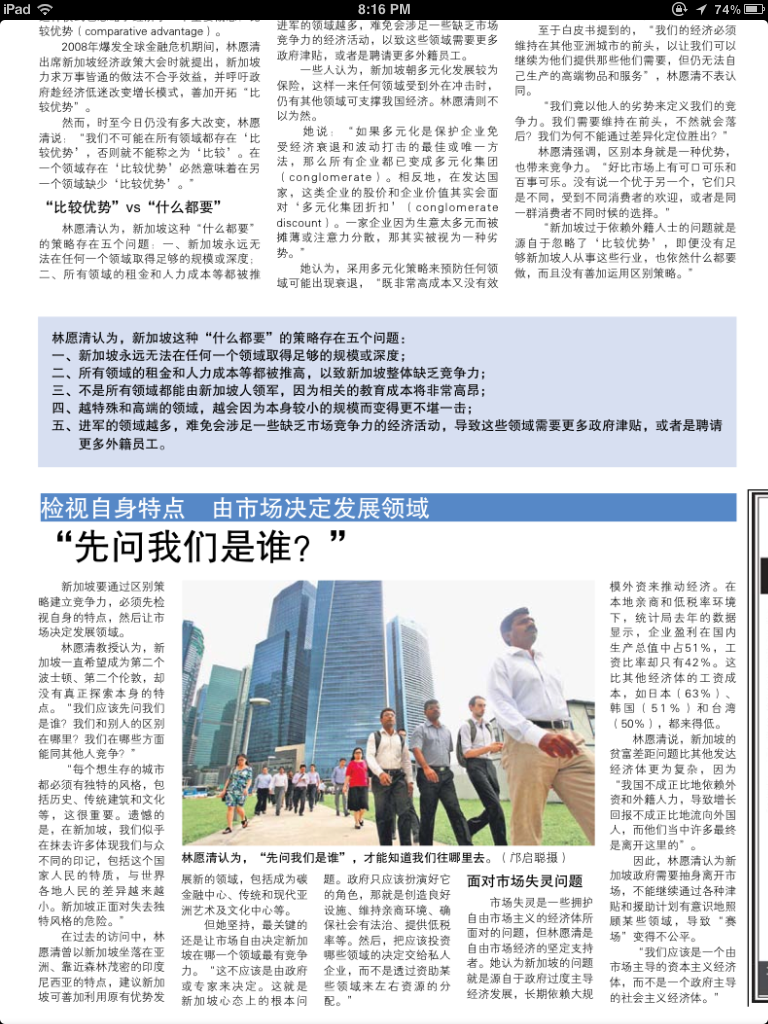 iPad
8:16 PM
74%
较优势（comparative advantage）。
2008年爆发全球金融危机期间，林愿清
出席新加坡经济政策大会时就提出，新加坡
力求万事皆通的做法不合乎效益，并呼吁政
府趁经济低迷改变增长模式，善加开拓“比
较优势”。
然而，时至今日仍没有多大改变，林愿
清说：“我们不可能在所有领域都存在‘比
较优势’，否则就不能称之为‘比较’。在
一个领域存在‘比较优势’必然意味着在另
一个领域缺少‘比较优势’。”
“比较优势”vs“什么都要”
林愿清认为，新加坡这种“什么都要”
的策略存在五个问题：一、新加坡永远无
法在任何一个领域取得足够的规模或深度；
二、所有领域的租金和人力成本等都被推
进军的领域越多，难免会涉足一些缺乏市场
竞争力的经济活动，以致这些领域需要更多
政府津贴，或者是聘请更多外籍员工。
一些人认为，新加坡朝多元化发展较为
保险，这样一来任何领域受到外在冲击时，
仍有其他领域可支撑我国经济。林愿清则不
以为然。
她说：“如果多元化是保护企业免
受经济衰退和波动打击的最佳或唯一方
法，那么所有企业都已变成多元化集团
（conglomerate）。相反地，在发达国
家，这类企业的股价和企业价值其实会面
对‘多元化集团折扣’（conglomerate
discount）。一家企业因为生意太多元而被
摊薄或注意力分散，那其实被视为一种劣
势。”
她认为，采用多元化策略来预防任何领
域可能出现衰退，“既非常高成本又没有效
至于白皮书提到的，“我们的经济必须
维持在其他亚洲城市的前头，以让我们可以
继续为他们提供那些他们需要，但仍无法自
己生产的高端物品和服务”，林愿清不表认
同。
“我们竟以他人的劣势来定义我们的竞
争力。我们需要维持在前头，不然就会落
后？我们为何不能通过差异化定位胜出？”
林愿清强调，区别本身就是一种优势，
也带来竞争力。“好比市场上有可口可乐和
百事可乐。没有说一个优于另一个，它们只
是不同，受到不同消费者的欢迎，或者是同
一群消费者不同时候的选择。”
“新加坡过于依赖外籍人士的问题就是
源于忽略了‘比较优势’，即便没有足
够新加坡人从事这些行业，也依然什么都要
做，而且没有善加运用区别策略。”
林愿清认为，新加坡这种“什么都要”的策略存在五个问题：
一、新加坡永远无法在任何一个领域取得足够的规模或深度；
二、所有领域的租金和人力成本等都被推高，以致新加坡整体缺乏竞争力；
三、不是所有领域都能由新加坡人领军，因为相关的教育成本将非常高昂；
四、越特殊和高端的领域，越会因为本身较小的规模而变得更不堪一击；
五、进军的领域越多，难免会涉足一些缺乏市场竞争力的经济活动，导致这些领域需要更多政府津贴，或者是聘请
更多外籍员工。
检视自身特点 由市场决定发展领域
“先问我们是谁？”
新加坡要通过区别策
略建立竞争力，必须先检
视自身的特点，然后让市
场决定发展领域。
林愿清教授认为，新
加坡一直希望成为第二个
波士顿、第二个伦敦，却
没有真正探索本身的特
点。“我们应该先问我们
是谁？我们和别人的区别
在哪里？我们在哪些方面
能同其他人竞争？”
“每个想生存的城市
都必须有独特的风格，包
括历史、传统建筑和文化
等，这很重要。遗憾的
是，在新加坡，我们似乎
在抹去许多体现我们与众
不同的印记，包括这个国
家人民的特质，与世界
各地人民的差异越来越
小。新加坡正面对失去独
特风格的危险。”
在过去的访问中，林
愿清曾以新加坡坐落在亚
洲、靠近森林茂密的印度
尼西亚的特点，建议新加
坡可善加利用原有优势发
林愿清认为，“先问我们是谁”，才能知道我们往哪里去。（邝启聪摄）
展新的领域，包括成为碳
金融中心、传统和现代亚
洲艺术及文化中心等。
但她坚持，最关键的
还是让市场自由决定新加
坡在哪一个领域最有竞争
力。“这不应该是由政府
或专家来决定。这就是
新加坡心态上的根本问
题。政府只应该扮演好它
的角色，那就是创造良好
设施、维持亲商环境、确
保社会有法治、提供低税
率等。然后，把应该投资
哪些领域的决定交给私人
企业，而不是透过资助某
些领域来左右资源的分
配。”
面对市场失灵问题
市场失灵是一些拥护
自由市场主义的经济体所
面对的问题，但林愿清是
自由市场经济的坚定支持
者。她认为新加坡的问题
就是源自于政府过度主导
经济发展，长期依赖大规
模外资来推动经济。在
本地亲商和低税率环境
下，统计局去年的数据
显示，企业盈利在国内
生产总值中占51%，工
资比率却只有42%。这
比其他经济体的工资成
本，如日本（63%）、
韩国（51%）和台湾
（50%），都来得低。
林愿清说，新加坡的
贫富差距问题比其他发达
经济体更为复杂，因为
“我国不成正比地依赖外
资和外籍人力，导致增长
回报不成正比地流向外国
人，而他们当中许多最终
是离开这里的”。
因此，林愿清认为新
加坡政府需要抽身离开市
场，不能继续通过各种津
贴和援助计划有意识地照
顾某些领域，导致“赛
场”变得不公平。
“我们应该是一个由
市场主导的资本主义经济
体，而不是一个政府主导
的社会主义经济体。”